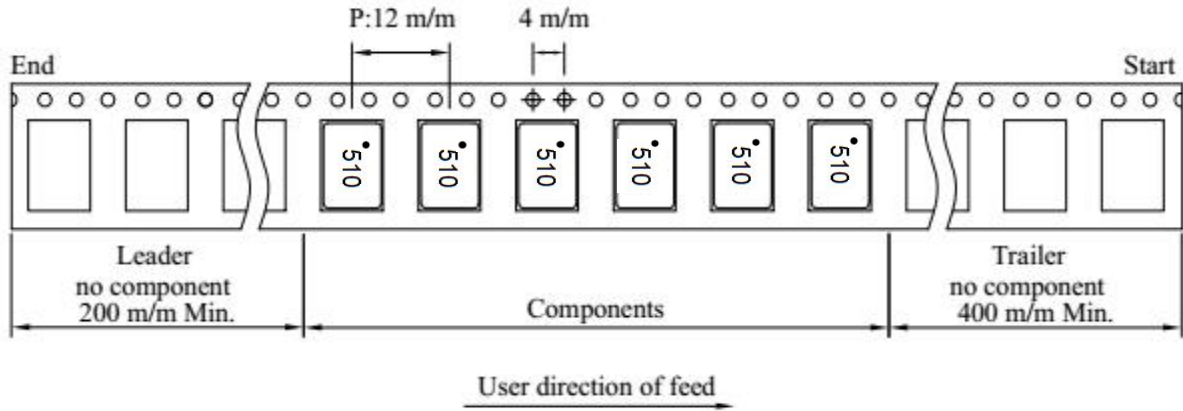 P:12 m/m
4 m/m
End
Start
510
510
510
510
510
510
Leader
no component
200 m/m Min.
Components
Trailer
no component
400 m/m Min.
User direction of feed